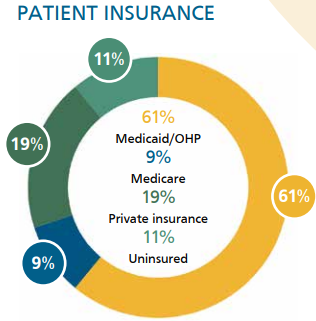 PATIENT INSURANCE
11%
61%
Medicaid/OHP
9%
Medicare
19%
Private insurance
11%
Uninsured
19%
61%
9%